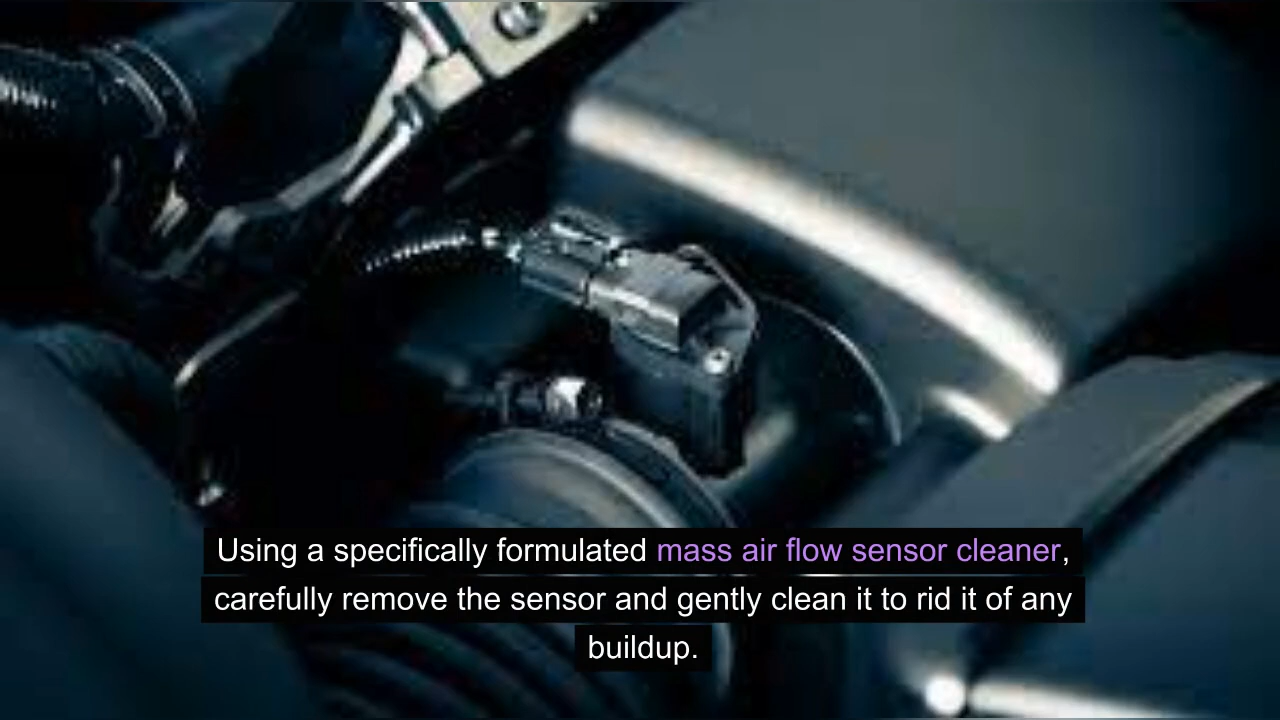 Using a specifically formulated mass air flow sensor cleaner,
carefully remove the sensor and gently clean it to rid it of any
buildup.